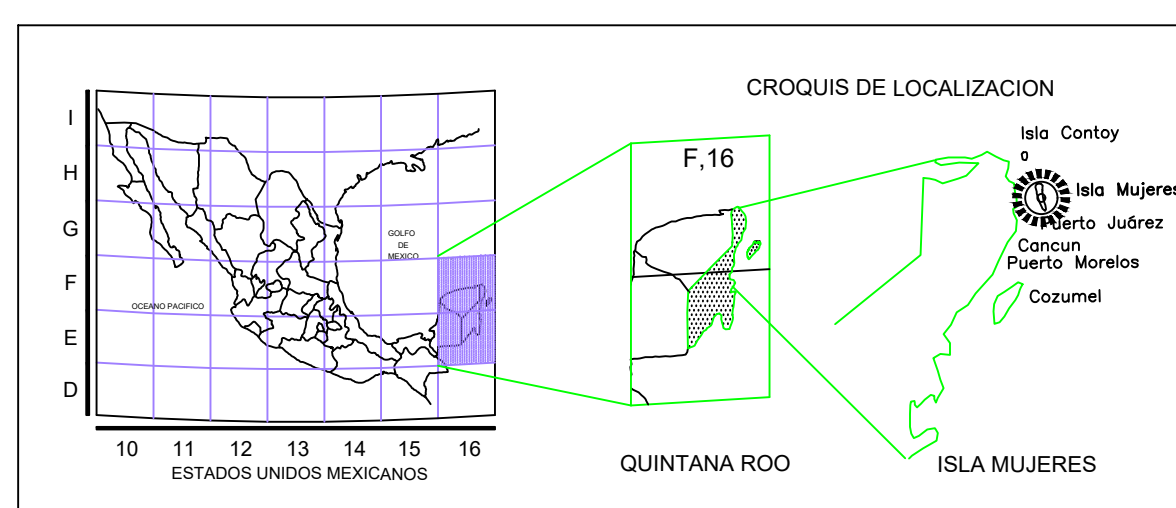 CROQUIS DE LOCALIZACION
I
H
G
F
E
D
GOLFO
DE
MEXICO
OCEANO PACIFICO
10 11 12 13 14 15 16
ESTADOS UNIDOS MEXICANOS
F,16
QUINTANA ROO
Isla Contoy
Isla Mujeres
Puerto Juárez
Cancun
Puerto Morelos
Cozumel
ISLA MUJERES